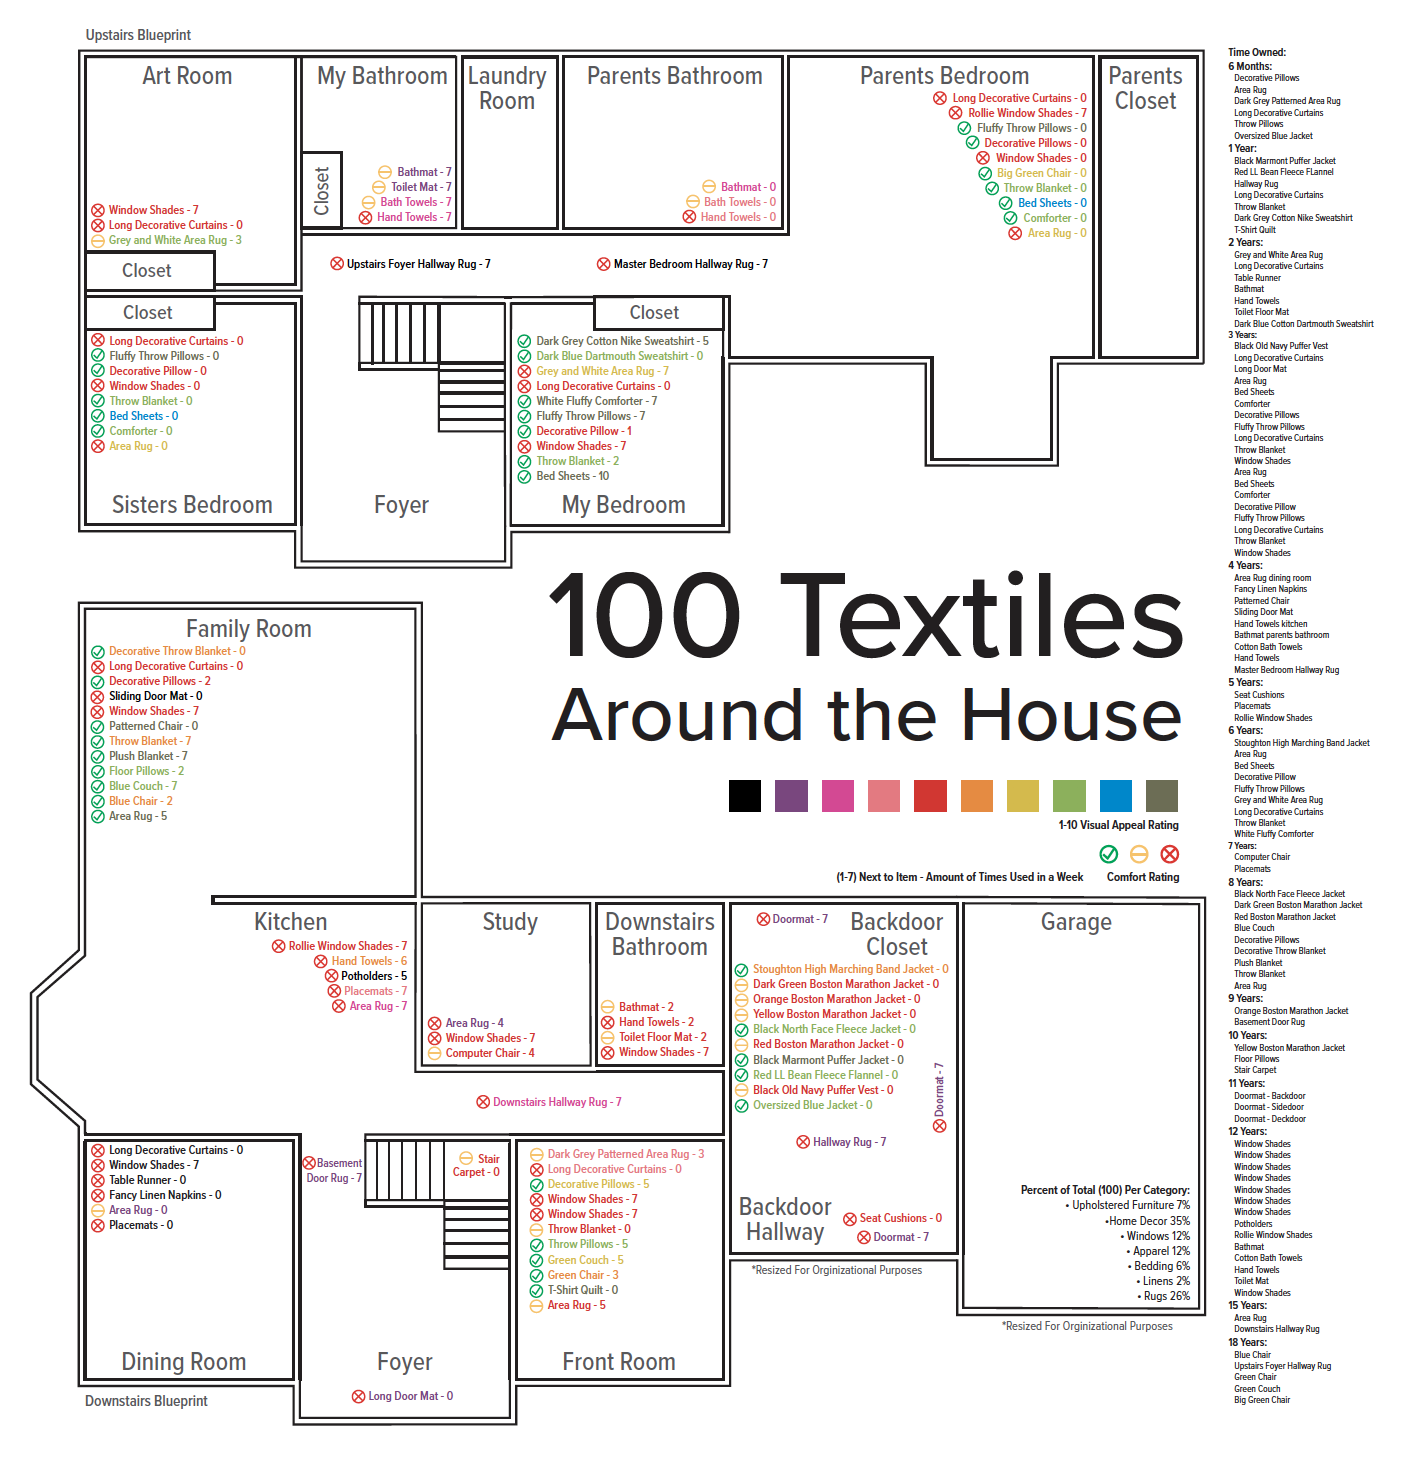 Upstairs Blueprint
Art Room
Window Shades - 7
Long Decorative Curtains - 0
Grey and White Area Rug - 3
Closet
My Bathroom
Closet
Bathmat - 7
Toilet Mat - 7
Bath Towels - 7
Hand Towels - 7
Laundry
Room
Parents Bathroom
Bathmat - 0
Bath Towels - 0
Hand Towels - 0
Parents Bedroom
Long Decorative Curtains - 0
Rollie Window Shades - 7
Fluffy Throw Pillows - 0
Decorative Pillows - 0
Window Shades - 0
Big Green Chair - 0
Throw Blanket - 0
Bed Sheets - 0
Comforter - 0
Area Rug - 0
Parents
Closet
Upstairs Foyer Hallway Rug - 7
Master Bedroom Hallway Rug - 7
Closet
Long Decorative Curtains - 0
Fluffy Throw Pillows - 0
Decorative Pillow - 0
Window Shades - 0
Throw Blanket - 0
Bed Sheets - 0
Comforter - 0
Area Rug - 0
Sisters Bedroom
Foyer
Closet
Dark Grey Cotton Nike Sweatshirt - 5
Dark Blue Dartmouth Sweatshirt - 0
Grey and White Area Rug - 7
Long Decorative Curtains - 0
White Fluffy Comforter - 7
Fluffy Throw Pillows - 7
Decorative Pillow - 1
Window Shades - 7
Throw Blanket - 2
Bed Sheets - 10
My Bedroom
100 Textiles
Around the House
1-10 Visual Appeal Rating
(1-7) Next to Item - Amount of Times Used in a Week
Comfort Rating
Family Room
Decorative Throw Blanket - 0
Long Decorative Curtains - 0
Decorative Pillows - 2
Sliding Door Mat - 0
Window Shades - 7
Patterned Chair - 0
Throw Blanket - 7
Plush Blanket - 7
Floor Pillows - 2
Blue Couch - 7
Blue Chair - 2
Area Rug - 5
Kitchen
Rollie Window Shades - 7
Hand Towels - 6
Potholders - 5
Placemats - 7
Area Rug - 7
Study
Area Rug - 4
Window Shades - 7
Computer Chair - 4
Downstairs
Bathroom
Bathmat - 2
Hand Towels - 2
Toilet Floor Mat - 2
Window Shades - 7
Doormat - 7
Backdoor
Closet
Stoughton High Marching Band Jacket - 0
Dark Green Boston Marathon Jacket - 0
Orange Boston Marathon Jacket - 0
Yellow Boston Marathon Jacket - 0
Black North Face Fleece Jacket - 0
Red Boston Marathon Jacket - 0
Black Marmont Puffer Jacket - 0
Red LL Bean Fleece Flannel - 0
Black Old Navy Puffer Vest - 0
Oversized Blue Jacket - 0
Doormat - 7
Hallway Rug - 7
Backdoor
Hallway
Seat Cushions - 0
Doormat - 7
*Resized For Orginizational Purposes
Garage
Percent of Total (100) Per Category:
• Upholstered Furniture 7%
•Home Decor 35%
• Windows 12%
• Apparel 12%
• Bedding 6%
• Linens 2%
• Rugs 26%
*Resized For Orginizational Purposes
Downstairs Hallway Rug - 7
Long Decorative Curtains - 0
Window Shades - 7
Table Runner - 0
Fancy Linen Napkins - 0
Area Rug - 0
Placemats - 0
Dining Room
Basement
Door Rug - 7
Stair
Carpet - 0
Foyer
Long Door Mat - 0
Dark Grey Patterned Area Rug - 3
Long Decorative Curtains - 0
Decorative Pillows - 5
Window Shades - 7
Window Shades - 7
Throw Blanket - 0
Throw Pillows - 5
Green Couch - 5
Green Chair - 3
T-Shirt Quilt - 0
Area Rug - 5
Front Room
Downstairs Blueprint
Time Owned:
6 Months:
Decorative Pillows
Area Rug
Dark Grey Patterned Area Rug
Long Decorative Curtains
Throw Pillows
Oversized Blue Jacket
1 Year:
Black Marmont Puffer Jacket
Red LL Bean Fleece FLannel
Hallway Rug
Long Decorative Curtains
Throw Blanket
Dark Grey Cotton Nike Sweatshirt
T-Shirt Quilt
2 Years:
Grey and White Area Rug
Long Decorative Curtains
Table Runner
Bathmat
Hand Towels
Toilet Floor Mat
Dark Blue Cotton Dartmouth Sweatshirt
3 Years:
Black Old Navy Puffer Vest
Long Decorative Curtains
Long Door Mat
Area Rug
Bed Sheets
Comforter
Decorative Pillows
Fluffy Throw Pillows
Long Decorative Curtains
Throw Blanket
Window Shades
Area Rug
Bed Sheets
Comforter
Decorative Pillow
Fluffy Throw Pillows
Long Decorative Curtains
Throw Blanket
Window Shades
4 Years:
Area Rug dining room
Fancy Linen Napkins
Patterned Chair
Sliding Door Mat
Hand Towels kitchen
Bathmat parents bathroom
Cotton Bath Towels
Hand Towels
Master Bedroom Hallway Rug
5 Years:
Seat Cushions
Placemats
Rollie Window Shades
6 Years:
Stoughton High Marching Band Jacket
Area Rug
Bed Sheets
Decorative Pillow
Fluffy Throw Pillows
Grey and White Area Rug
Long Decorative Curtains
Throw Blanket
White Fluffy Comforter
7 Years:
Computer Chair
Placemats
8 Years:
Black North Face Fleece Jacket
Dark Green Boston Marathon Jacket
Red Boston Marathon Jacket
Blue Couch
Decorative Pillows
Decorative Throw Blanket
Plush Blanket
Throw Blanket
Area Rug
9 Years:
Orange Boston Marathon Jacket
Basement Door Rug
10 Years:
Yellow Boston Marathon Jacket
Floor Pillows
Stair Carpet
11 Years:
Doormat - Backdoor
Doormat - Sidedoor
Doormat - Deckdoor
12 Years:
Window Shades
Window Shades
Window Shades
Window Shades
Window Shades
Window Shades
Window Shades
Potholders
Rollie Window Shades
Bathmat
Cotton Bath Towels
Hand Towels
Toilet Mat
Window Shades
15 Years:
Area Rug
Downstairs Hallway Rug
18 Years:
Blue Chair
Upstairs Foyer Hallway Rug
Green Chair
Green Couch
Big Green Chair